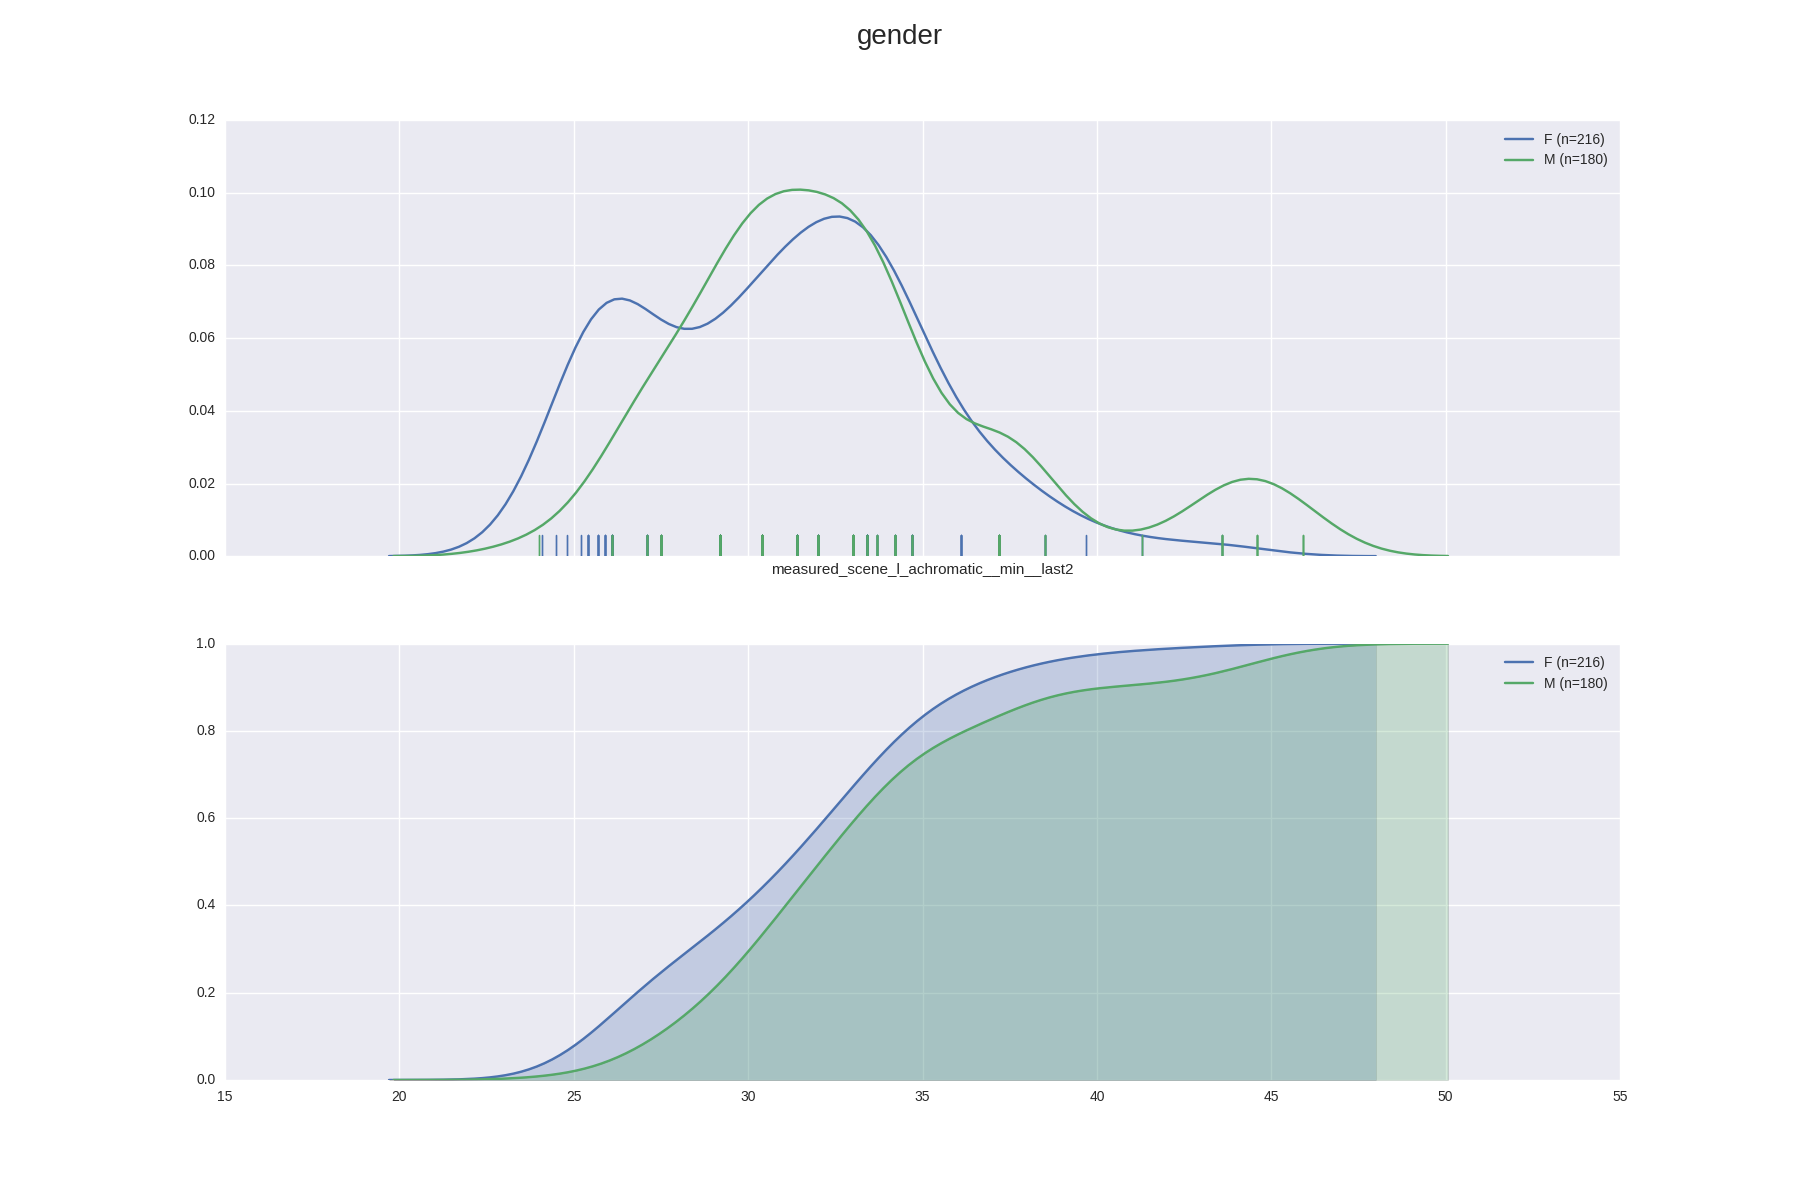 gender
0.12
0.10
0.08
0.06
0.04
0.02
0.00
F (n=216)
M (n=180)
measured_scene_l_achromatic__min__last2
1.0
0.8
0.6
0.4
0.2
0.0
F (n=216)
M (n=180)
15 20 25 30 35 40 45 50 55